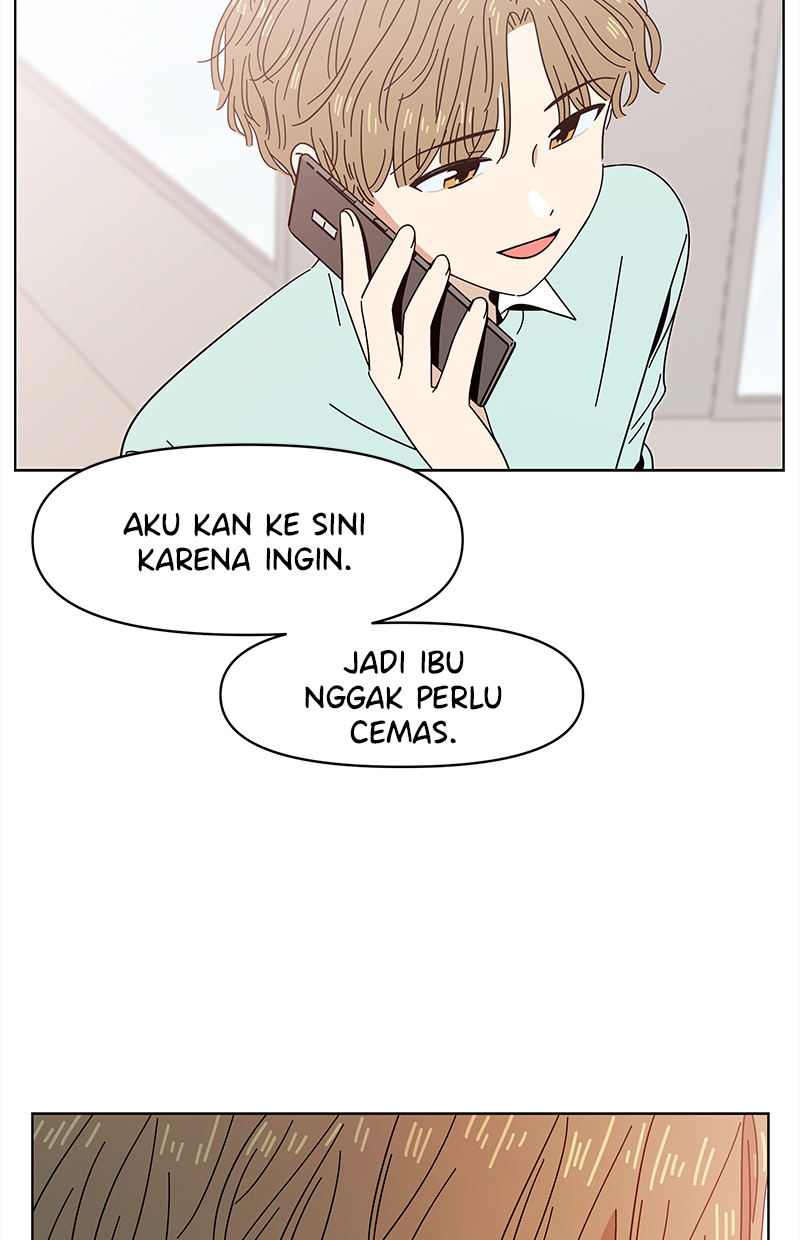 AKU KAN KE SINI
KARENA INGIN.
JADI IBU
NGGAK PERLU
CEMAS.